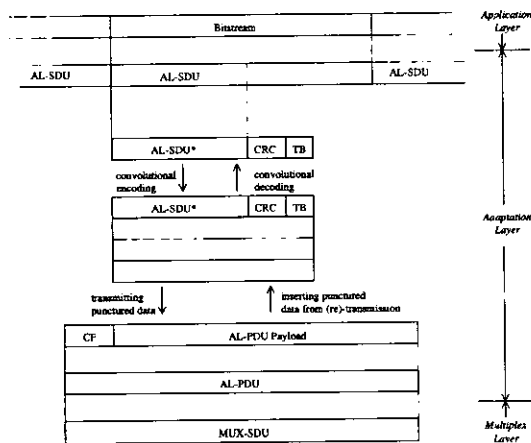 Bitstream
Application
Layer
AL-SDU
AL-SDU
AL-SDU
AL-SDU*
CRC
TB
convolutional
encoding
convolutional
decoding
AL-SDU*
CRC
TB
Adaptation
Layer
transmitting
punctured data
inserting punctured
data from (re)-transmission
CF
AL-PDU Payload
AL-PDU
MUX-SDU
Multiplex
Layer